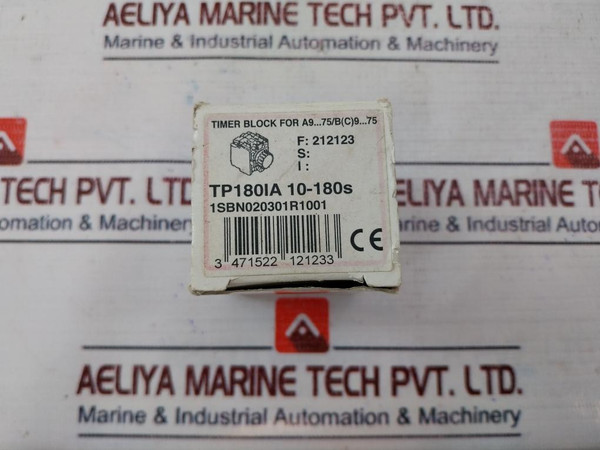 AELIYA MARINE TECH PVT. LTD.
Marine & Industrial Automation & Machinery
TECH PVT. LTD.
Automation & Machinery
AELIYA MARIN
Marine & Industrial Auto
TIMER BLOCK FOR A9...75/B(C)9...75
F: 212123
S:
I :
TP180IA 10-180s
1SBN020301R1001
CE
3 471522 121233
AELIYA MARINE TECH PVT. LTD.
Marine & Industrial Automation & Machinery